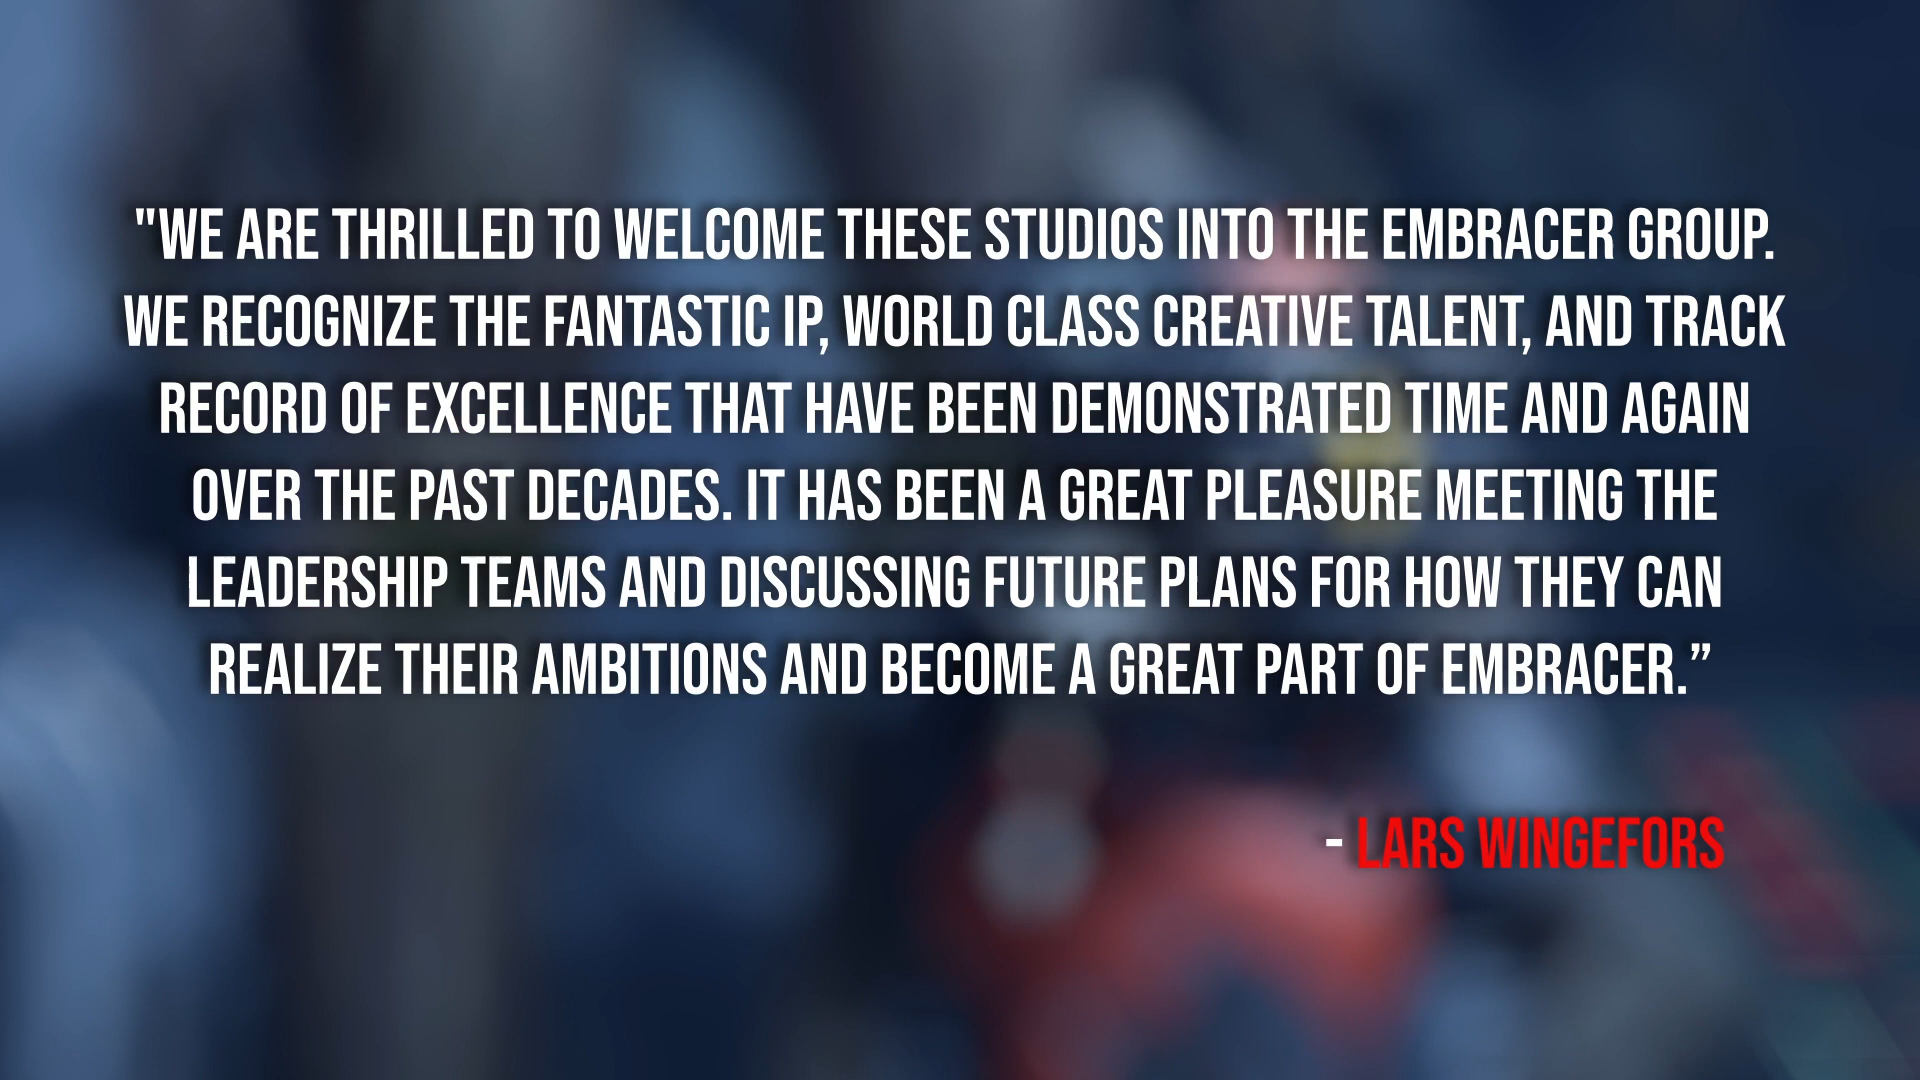 "WE ARE THRILLED TO WELCOME THESE STUDIOS INTO THE EMBRACER GROUP.
WE RECOGNIZE THE FANTASTIC IP, WORLD CLASS CREATIVE TALENT, AND TRACK
RECORD OF EXCELLENCE THAT HAVE BEEN DEMONSTRATED TIME AND AGAIN
OVER THE PAST DECADES. IT HAS BEEN A GREAT PLEASURE MEETING THE
LEADERSHIP TEAMS AND DISCUSSING FUTURE PLANS FOR HOW THEY CAN
REALIZE THEIR AMBITIONS AND BECOME A GREAT PART OF EMBRACER.”
- LARS WINGEFORS